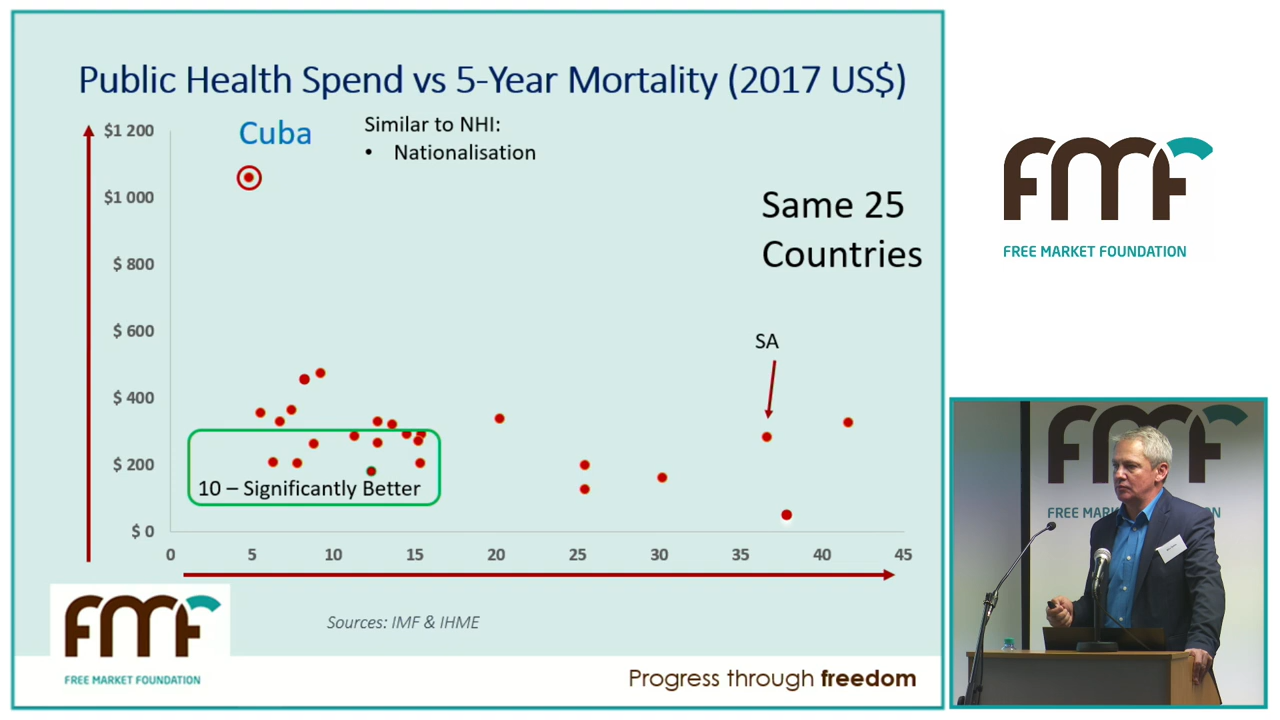 Public Health Spend vs 5-Year Mortality (2017 US$)
$1 200
$1 000
$ 800
$ 600
$ 400
$ 200
$ 0
Cuba
Similar to NHI:
• Nationalisation
Same 25
Countries
SA
10 – Significantly Better
0 5 10 15 20 25 30 35 40 45
Sources: IMF & IHME
FMF
FREE MARKET FOUNDATION
Progress through freedom
FMF
FREE MARKET FOUNDATION
FMF
FREE MAR